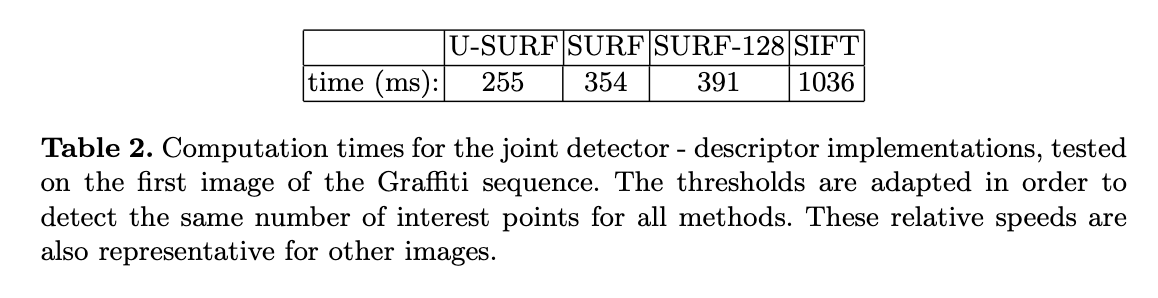 U-SURF SURF SURF-128 SIFT
time (ms): 255 354 391 1036
Table 2. Computation times for the joint detector - descriptor implementations, tested
on the first image of the Graffiti sequence. The thresholds are adapted in order to
detect the same number of interest points for all methods. These relative speeds are
also representative for other images.